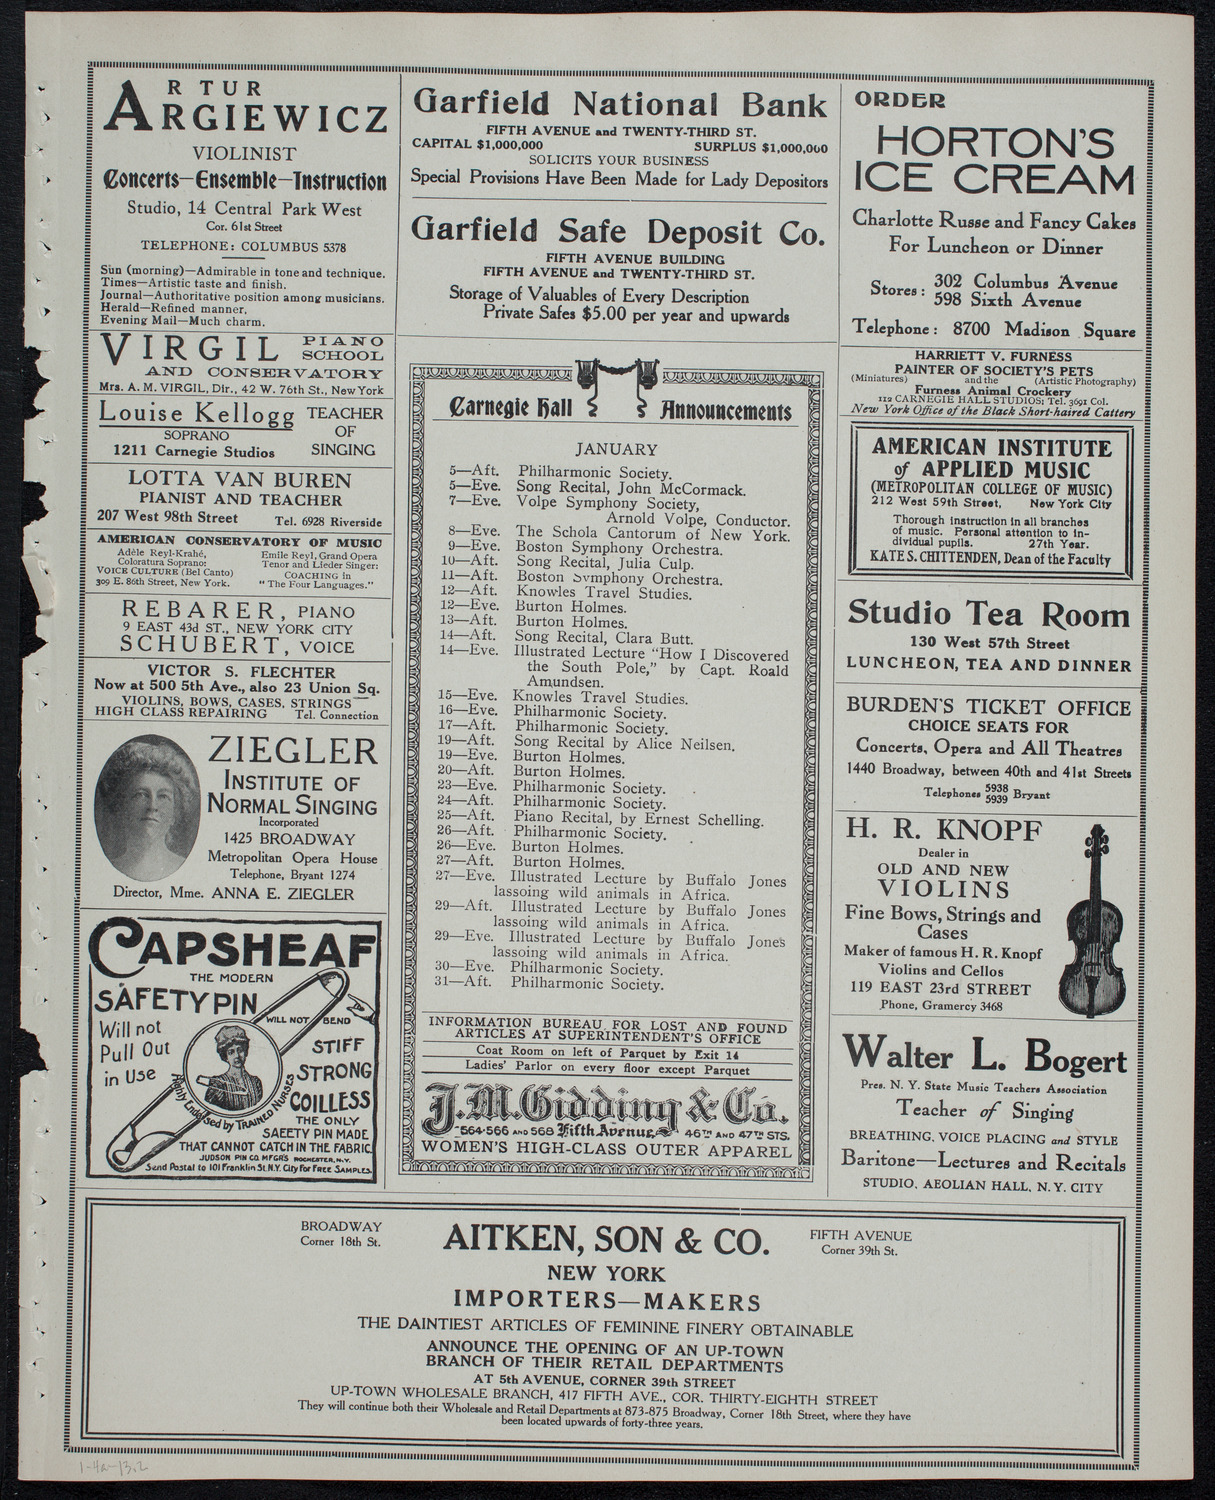 ARTUR
ARGIEWICZ
VIOLINIST
Concerts—Ensemble—Instruction
Studio, 14 Central Park West
Cor. 61st Street
TELEPHONE: COLUMBUS 5378
Sun (morning)—Admirable in tone and technique.
Times—Artistic taste and finish.
Journal—Authoritative position among musicians.
Herald—Refined manner.
Evening Mail—Much charm.
VIRGIL PIANO
SCHOOL
AND CONSERVATORY
Mrs. A. M. VIRGIL, Dir., 42 W. 76th St., New York
Louise Kellogg TEACHER
SOPRANO OF
1211 Carnegie Studios SINGING
LOTTA VAN BUREN
PIANIST AND TEACHER
207 West 98th Street Tel. 6928 Riverside
AMERICAN CONSERVATORY OF MUSIC
Adèle Reyl-Krahé,
Coloratura Soprano:
VOICE CULTURE (Bel Canto)
309 E. 86th Street, New York.
Emile Reyl, Grand Opera
Tenor and Lieder Singer:
COACHING in
"The Four Languages."
REBARER, PIANO
9 EAST 43d ST., NEW YORK CITY
SCHUBERT, VOICE
VICTOR S. FLECHTER
Now at 500 5th Ave., also 23 Union Sq.
VIOLINS, BOWS, CASES, STRINGS
HIGH CLASS REPAIRING Tel. Connection
ZIEGLER
INSTITUTE OF
NORMAL SINGING
Incorporated
1425 BROADWAY
Metropolitan Opera House
Telephone, Bryant 1274
Director, Mme. ANNA E. ZIEGLER
CAPSHEAF
THE MODERN
SAFETY PIN
Will not
Pull Out
in Use
WILL NOT BEND
STIFF
STRONG
COILLESS
Highly Endorsed by TRAINED NURSES
THE ONLY
SAFETY PIN MADE
THAT CANNOT CATCH IN THE FABRIC.
JUDSON PIN CO. MFGRS ROCHESTER, N.Y.
Send Postal to 101 Franklin St. N.Y. City for FREE SAMPLES.
Garfield National Bank
FIFTH AVENUE and TWENTY-THIRD ST.
CAPITAL $1,000,000 SURPLUS $1,000,000
SOLICITS YOUR BUSINESS
Special Provisions Have Been Made for Lady Depositors
Garfield Safe Deposit Co.
FIFTH AVENUE BUILDING
FIFTH AVENUE and TWENTY-THIRD ST.
Storage of Valuables of Every Description
Private Safes $5.00 per year and upwards
Carnegie Hall Announcements
JANUARY
5—Aft. Philharmonic Society.
5—Eve. Song Recital, John McCormack.
7—Eve. Volpe Symphony Society,
Arnold Volpe, Conductor.
8—Eve. The Schola Cantorum of New York.
9—Eve. Boston Symphony Orchestra.
10—Aft. Song Recital, Julia Culp.
11—Aft. Boston Symphony Orchestra.
12—Aft. Knowles Travel Studies.
12—Eve. Burton Holmes.
13—Aft. Burton Holmes.
14—Aft. Song Recital, Clara Butt.
14—Eve. Illustrated Lecture "How I Discovered
the South Pole," by Capt. Roald
Amundsen.
15—Eve. Knowles Travel Studies.
16—Eve. Philharmonic Society.
17—Aft. Philharmonic Society.
19—Aft. Song Recital by Alice Neilsen.
19—Eve. Burton Holmes.
20—Aft. Burton Holmes.
23—Eve. Philharmonic Society.
24—Aft. Philharmonic Society.
25—Aft. Piano Recital, by Ernest Schelling.
26—Aft. Philharmonic Society.
26—Eve. Burton Holmes.
27—Aft. Burton Holmes.
27—Eve. Illustrated Lecture by Buffalo Jones
lassoing wild animals in Africa.
29—Aft. Illustrated Lecture by Buffalo Jones
lassoing wild animals in Africa.
29—Eve. Illustrated Lecture by Buffalo Jones
lassoing wild animals in Africa.
30—Eve. Philharmonic Society.
31—Aft. Philharmonic Society.
INFORMATION BUREAU FOR LOST AND FOUND
ARTICLES AT SUPERINTENDENT'S OFFICE
Coat Room on left of Parquet by Exit 14
Ladies' Parlor on every floor except Parquet
J. M. Gidding & Co.
564·566 AND 568 Fifth Avenue, 46TH AND 47TH STS.
WOMEN'S HIGH-CLASS OUTER APPAREL
ORDER
HORTON'S
ICE CREAM
Charlotte Russe and Fancy Cakes
For Luncheon or Dinner
Stores: 302 Columbus Avenue
598 Sixth Avenue
Telephone: 8700 Madison Square
HARRIETT V. FURNESS
PAINTER OF SOCIETY'S PETS
(Miniatures) and the (Artistic Photography)
Furness Animal Crockery
112 CARNEGIE HALL STUDIOS; Tel. 3691 Col.
New York Office of the Black Short-haired Cattery
AMERICAN INSTITUTE
of APPLIED MUSIC
(METROPOLITAN COLLEGE OF MUSIC)
212 West 59th Street, New York City
Thorough instruction in all branches
of music. Personal attention to in-
dividual pupils. 27th Year.
KATE S. CHITTENDEN, Dean of the Faculty
Studio Tea Room
130 West 57th Street
LUNCHEON, TEA AND DINNER
BURDEN'S TICKET OFFICE
CHOICE SEATS FOR
Concerts, Opera and All Theatres
1440 Broadway, between 40th and 41st Streets
Telephones 5938
5939 Bryant
H. R. KNOPF
Dealer in
OLD AND NEW
VIOLINS
Fine Bows, Strings and
Cases
Maker of famous H. R. Knopf
Violins and Cellos
119 EAST 23rd STREET
Phone, Gramercy 3468
Walter L. Bogert
Pres. N. Y. State Music Teachers Association
Teacher of Singing
BREATHING, VOICE PLACING and STYLE
Baritone—Lectures and Recitals
STUDIO, AEOLIAN HALL, N. Y. CITY
BROADWAY
Corner 18th St.
AITKEN, SON & CO.
FIFTH AVENUE
Corner 39th St.
NEW YORK
IMPORTERS—MAKERS
THE DAINTIEST ARTICLES OF FEMININE FINERY OBTAINABLE
ANNOUNCE THE OPENING OF AN UP-TOWN
BRANCH OF THEIR RETAIL DEPARTMENTS
AT 5th AVENUE, CORNER 39th STREET
UP-TOWN WHOLESALE BRANCH, 417 FIFTH AVE., COR. THIRTY-EIGHTH STREET
They will continue both their Wholesale and Retail Departments at 873-875 Broadway, Corner 18th Street, where they have
been located upwards of forty-three years.
1-4a-13.2